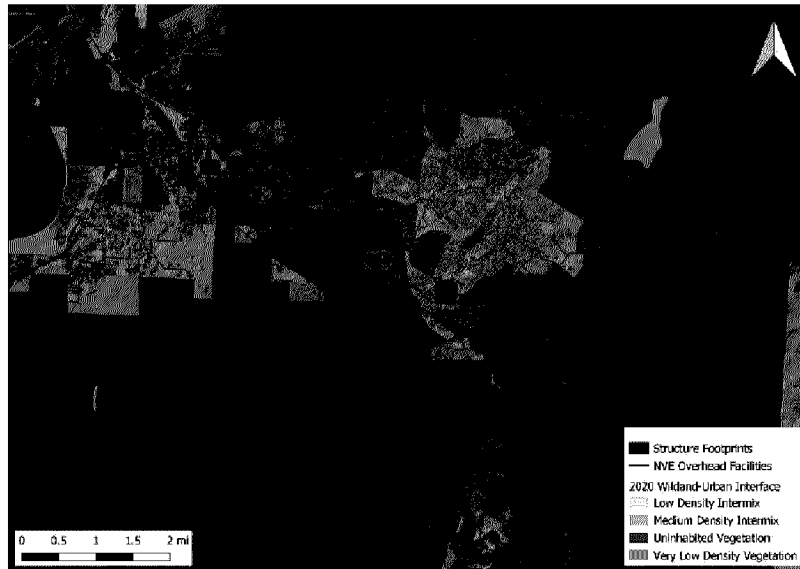 Structure Footprints
NVE Overhead Facilities
2020 Wildand-Urban Interface
Low Density Intermix
Medium Density Intermix
Uninhabited Vegetation
Very Low Density Vegetation
0 0.5 1 1.5 2 mi